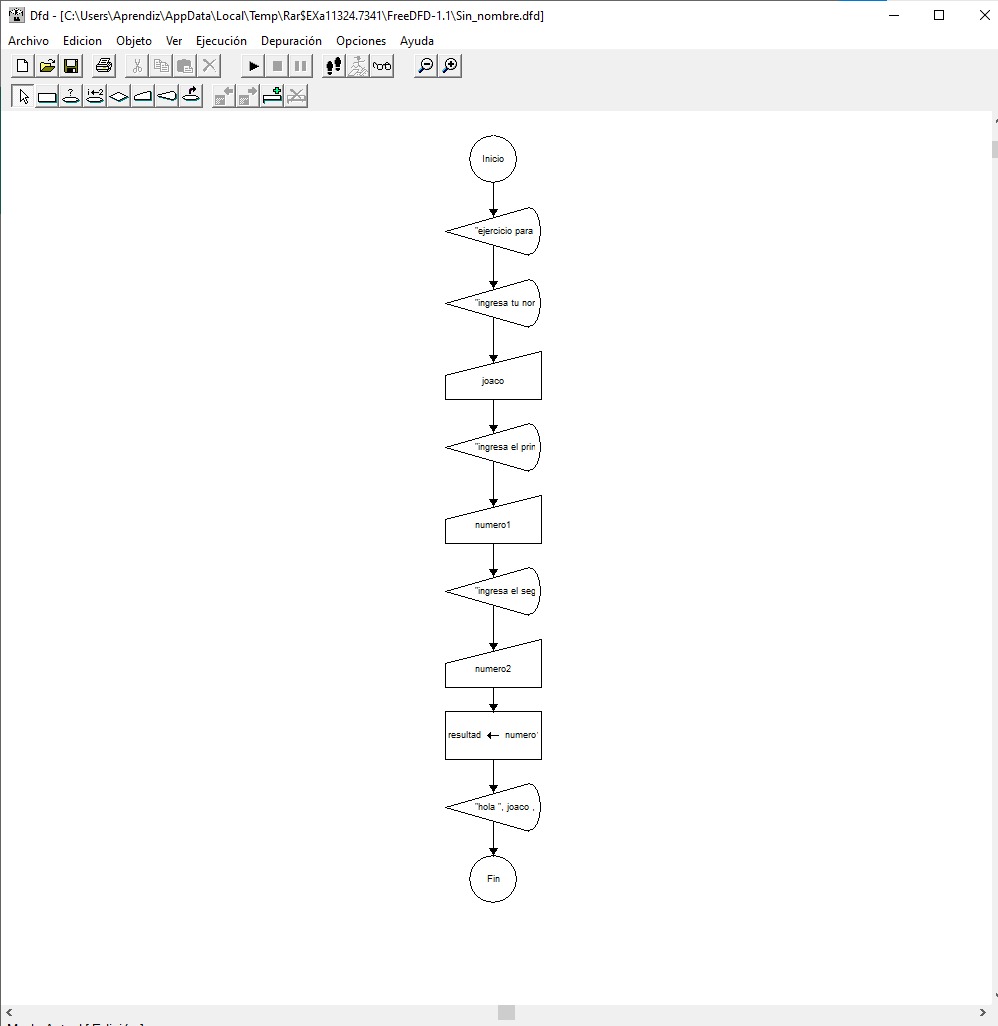 Dfd - [C:\Users\Aprendiz\AppData\Local\Temp\Rar$EXa11324.7341\FreeDFD-1.1\Sin_nombre.dfd]
Archivo Edicion Objeto Ver Ejecución Depuración Opciones Ayuda
Inicio
"ejercicio para
"ingresa tu nor
joaco
"ingresa el prin
numero1
"ingresa el seg
numero2
resultad ← numero'
"hola ", joaco ,
Fin